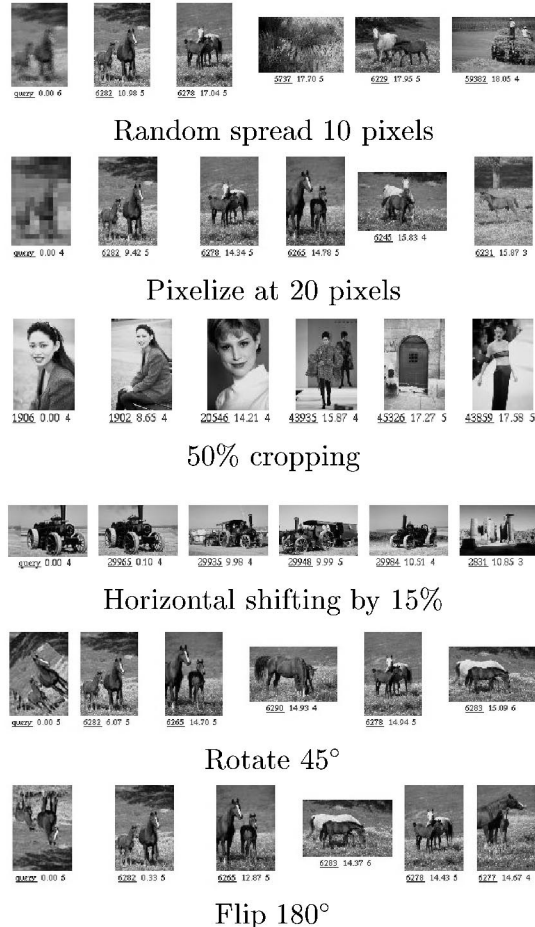 query 0.00 6 6282 10.98 5 6278 17.04 5 5737 17.70 5 6229 17.95 5 59382 18.05 4
Random spread 10 pixels
query 0.00 4 6282 9.42 5 6278 14.34 5 6265 14.78 5 6245 15.83 4 6231 15.87 3
Pixelize at 20 pixels
1906 0.00 4 1902 8.65 4 20546 14.21 4 43935 15.87 4 45326 17.27 5 43859 17.58 5
50% cropping
query 0.00 4 29965 0.10 4 29935 9.98 4 29948 9.99 5 29984 10.51 4 2831 10.85 3
Horizontal shifting by 15%
query 0.00 5 6282 6.07 5 6265 14.70 5 6290 14.93 4 6278 14.94 5 6283 15.09 6
Rotate 45°
query 0.00 5 6282 0.33 5 6265 12.87 5 6283 14.37 6 6278 14.43 5 6277 14.67 4
Flip 180°